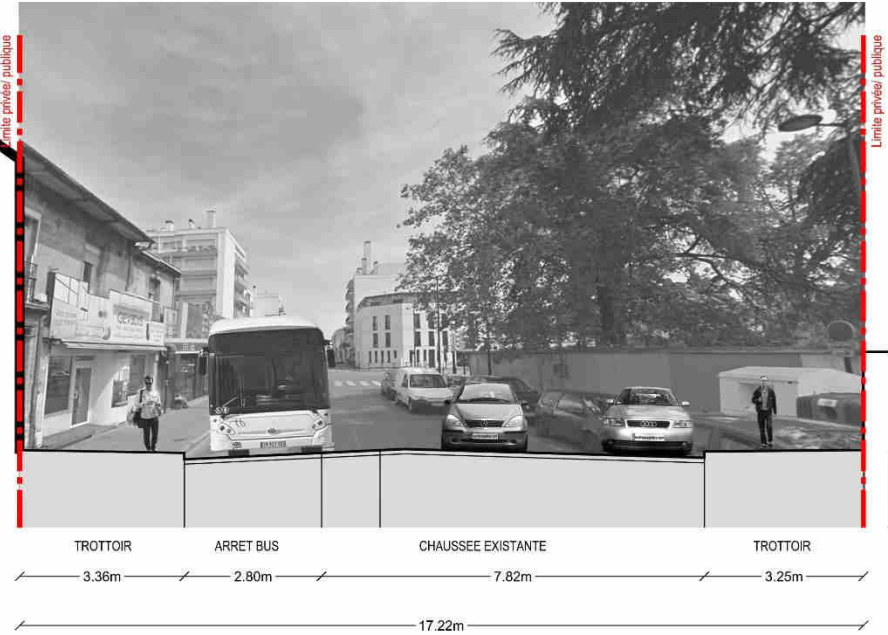 Limite privée/ publique
Limite privée/ publique
TROTTOIR
ARRET BUS
CHAUSSEE EXISTANTE
TROTTOIR
3.36m
2.80m
7.82m
3.25m
17.22m